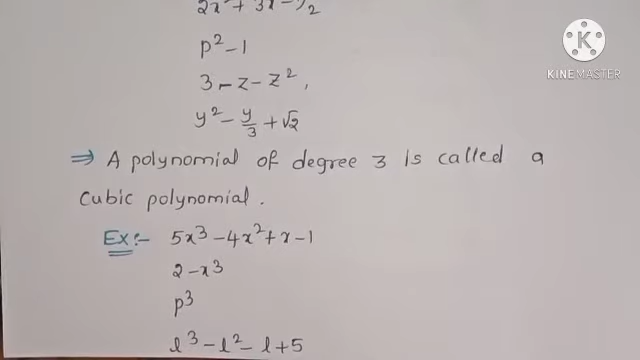 p² - 1
3 - z - z²,
y² - y/3 + √2
⇒ A polynomial of degree 3 is called a
Cubic polynomial.
Ex:- 5x³ - 4x² + x - 1
2 - x³
p³
l³ - l² - l + 5
KINEMASTER